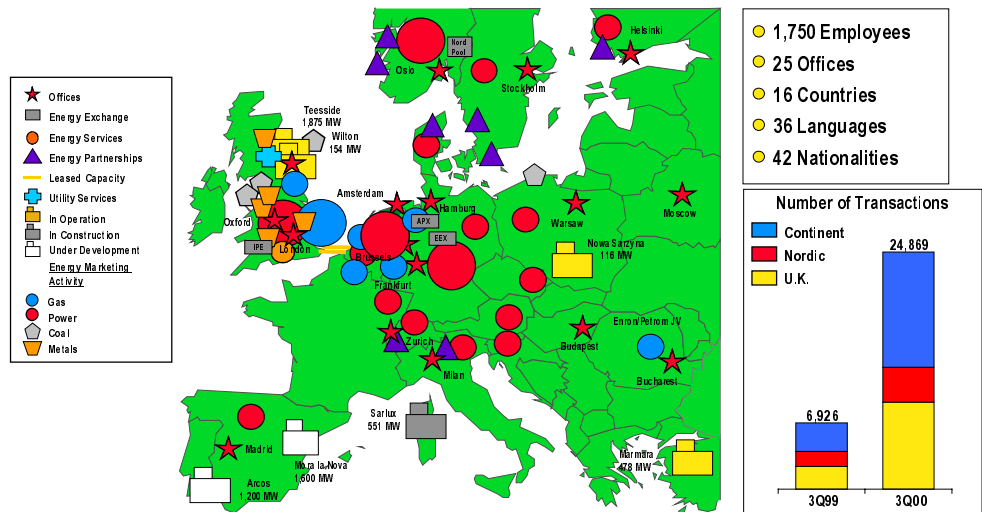 Offices
Energy Exchange
Energy Services
Energy Partnerships
Leased Capacity
Utility Services
In Operation
In Construction
Under Development
Energy Marketing
Activity
Gas
Power
Coal
Metals
Nord
Pool
Helsinki
Oslo
Stockholm
Teesside
1,875 MW
Wilton
154 MW
Amsterdam
Hamburg
Moscow
Warsaw
Oxford
APX
EEX
IPE
London
Brussels
Nowa Sarzyna
116 MW
Frankfurt
Zurich
Milan
Enron/Petrom JV
Budapest
Bucharest
Sarlux
551 MW
Madrid
Mora la Nova
1,600 MW
Arcos
1,200 MW
Marmara
478 MW
1,750 Employees
25 Offices
16 Countries
36 Languages
42 Nationalities
Number of Transactions
Continent
Nordic
U.K.
24,869
6,926
3Q99
3Q00